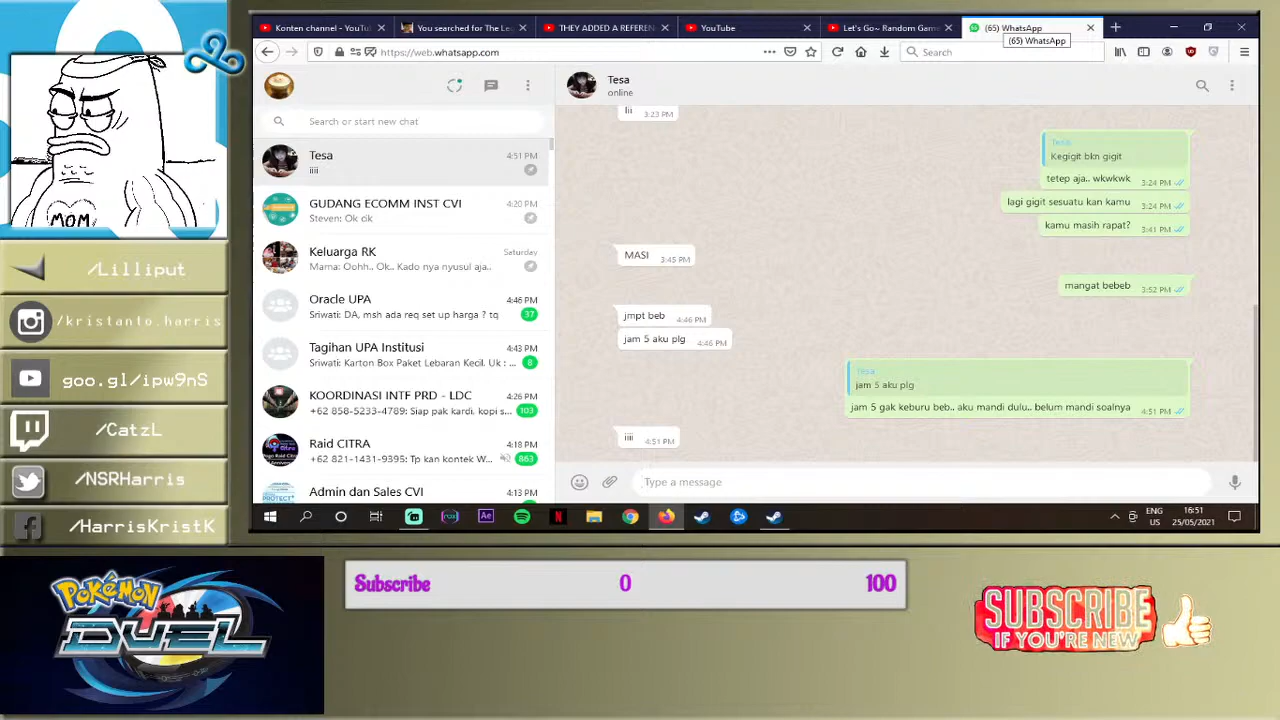 Konten channel - YouTu
You searched for The Le
THEY ADDED A REFEREN
YouTube
Let's Go~ Random Game
(65) WhatsApp
https://web.whatsapp.com
(65) WhatsApp
Search
Search or start new chat
Tesa
4:51 PM
iiii
GUDANG ECOMM INST CVI
4:20 PM
Steven: Ok cik
Keluarga RK
Saturday
Mama: Oohh.. Ok.. Kado nya nyusul aja..
Oracle UPA
4:46 PM
Sriwati: DA, msh ada req set up harga ? tq
37
Tagihan UPA Institusi
4:43 PM
Sriwati: Karton Box Paket Lebaran Kecil. Uk : ...
8
KOORDINASI INTF PRD - LDC
4:26 PM
+62 858-5233-4789: Siap pak kardi. kopi s...
103
Raid CITRA
4:18 PM
+62 821-1431-9395: Tp kan kontek W...
863
Admin dan Sales CVI
4:13 PM
Tesa
online
Iii
3:23 PM
Tesa
Kegigit bkn gigit
tetep aja.. wkwkwk
3:24 PM
lagi gigit sesuatu kan kamu
3:24 PM
kamu masih rapat?
3:41 PM
MASI
3:45 PM
mangat bebeb
3:52 PM
jmpt beb
4:46 PM
jam 5 aku plg
4:46 PM
Tesa
jam 5 aku plg
jam 5 gak keburu beb.. aku mandi dulu.. belum mandi soalnya
4:51 PM
iiii
4:51 PM
Type a message
ENG
US
16:51
25/05/2021
MOM
/Lilliput
/kristanto.harris
goo.gl/ipw9nS
/CatzL
/NSRHarris
/HarrisKristK
POKéMON
DUEL
Subscribe
0
100
SUBSCRIBE
IF YOU'RE NEW